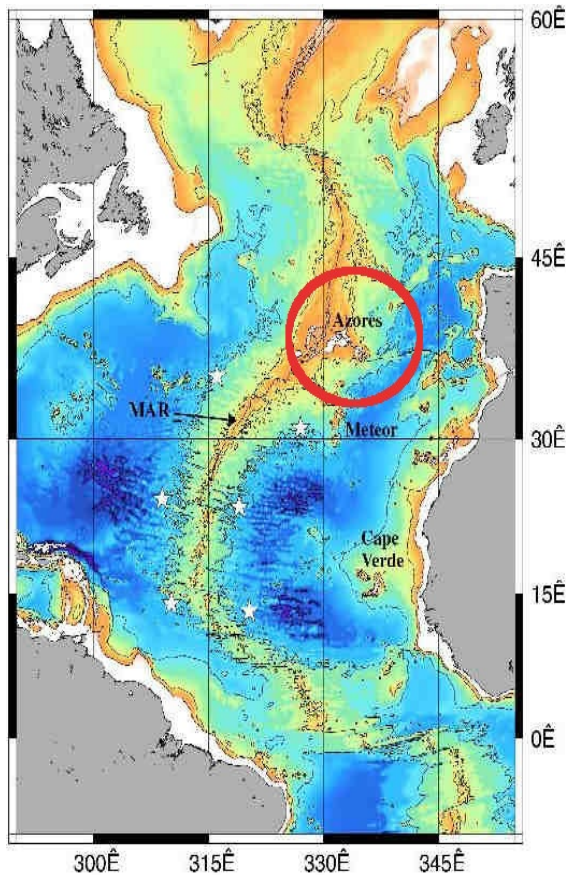 60Ê
45Ê
Azores
MAR
Meteor
30Ê
Cape
Verde
15Ê
0Ê
300Ê 315Ê 330Ê 345Ê